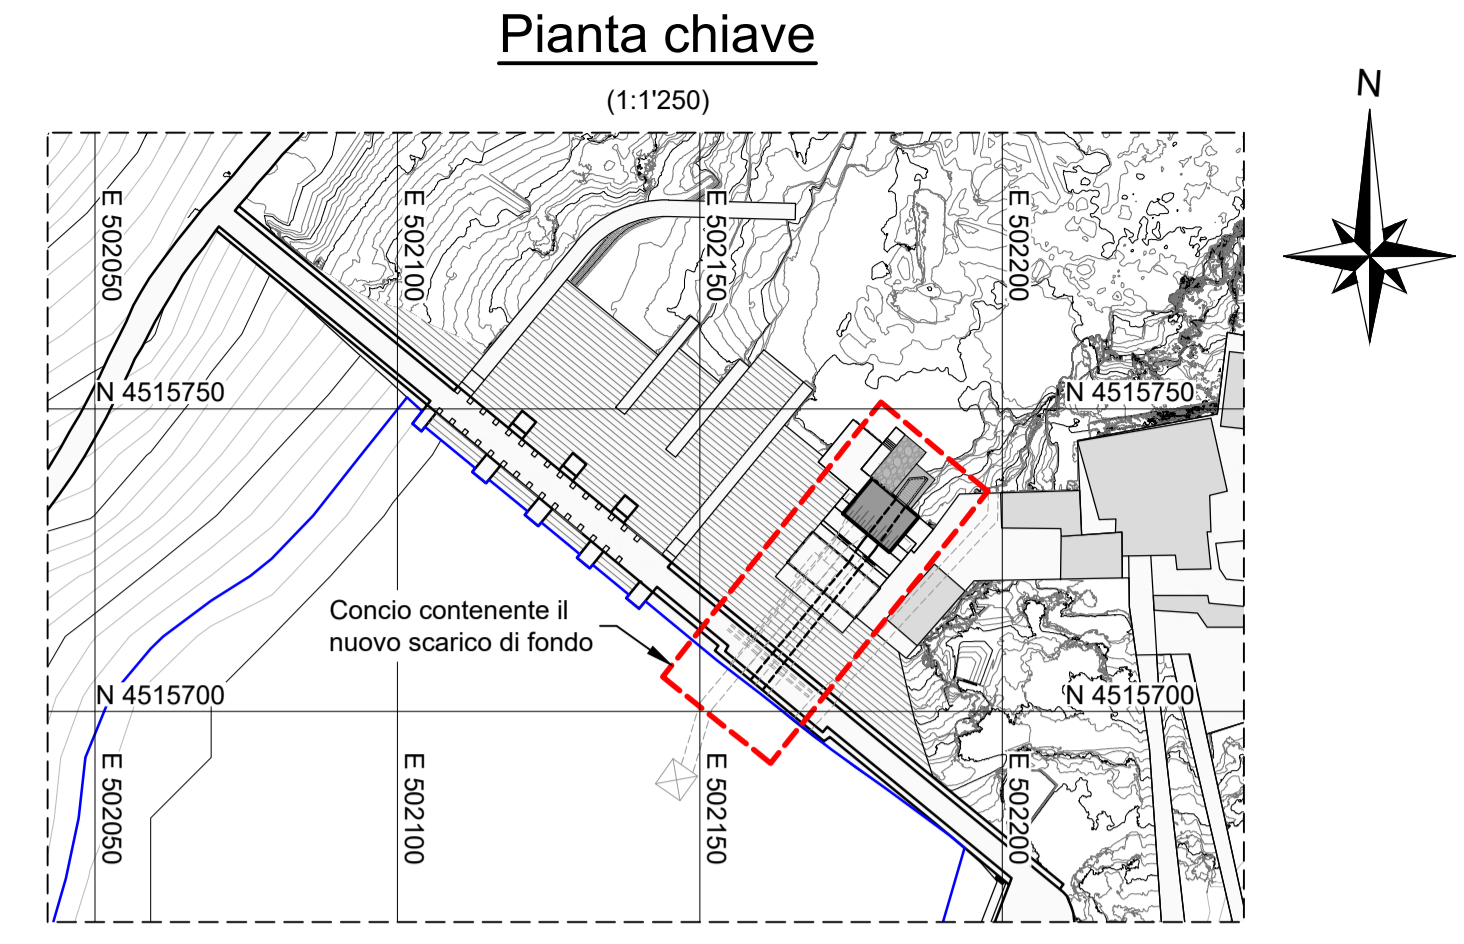 Pianta chiave
(1:1'250)
N
E 502050
E 502100
E 502150
E 502200
N 4515750
N 4515750
Concio contenente il
nuovo scarico di fondo
N 4515700
N 4515700
E 502050
E 502100
E 502150
E 502200